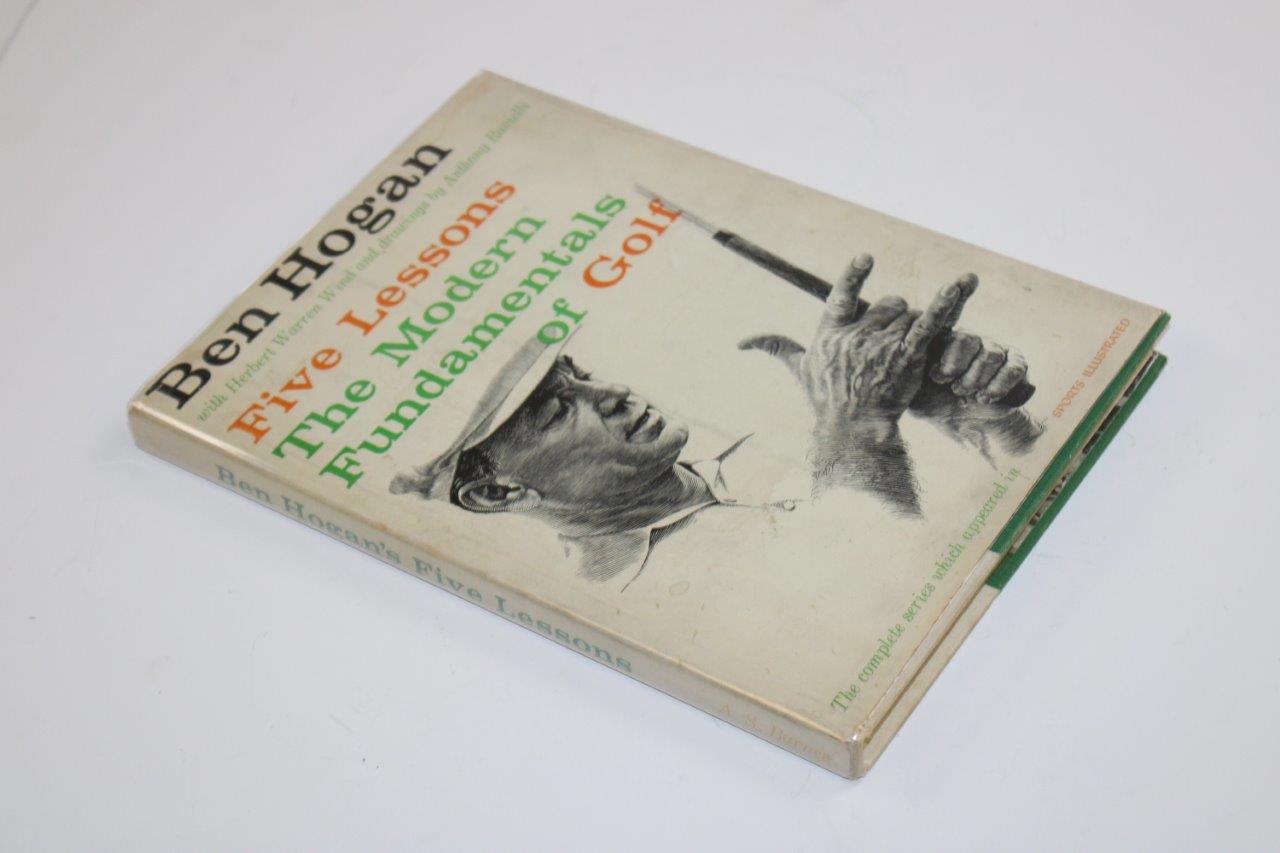 Ben Hogan
with Herbert Warren Wind and drawings by Anthony Ravielli
Five Lessons
The Modern
Fundamentals
of Golf
The complete series which appeared in SPORTS ILLUSTRATED
Ben Hogan's Five Lessons
A. S. Barnes